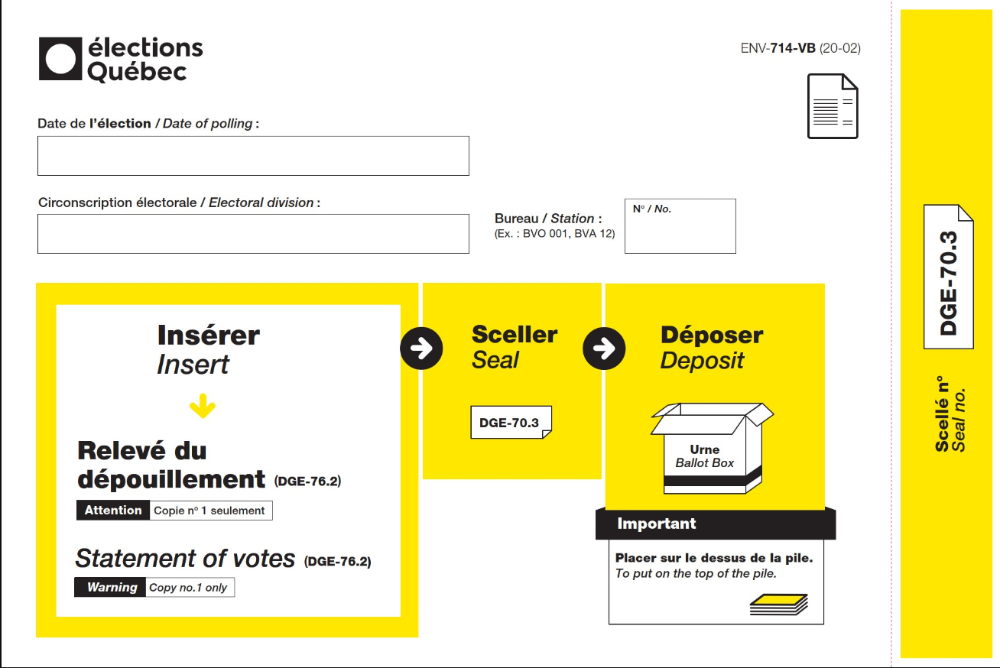 élections
Québec
ENV-714-VB (20-02)
Date de l'élection / Date of polling :
Circonscription électorale / Electoral division :
Bureau / Station :
(Ex. : BVO 001, BVA 12)
Nº / No.
Insérer
Insert
Relevé du
dépouillement (DGE-76.2)
Attention Copie nº 1 seulement
Statement of votes (DGE-76.2)
Warning Copy no.1 only
Sceller
Seal
DGE-70.3
Déposer
Deposit
Urne
Ballot Box
Important
Placer sur le dessus de la pile.
To put on the top of the pile.
DGE-70.3
Scellé n°
Seal no.